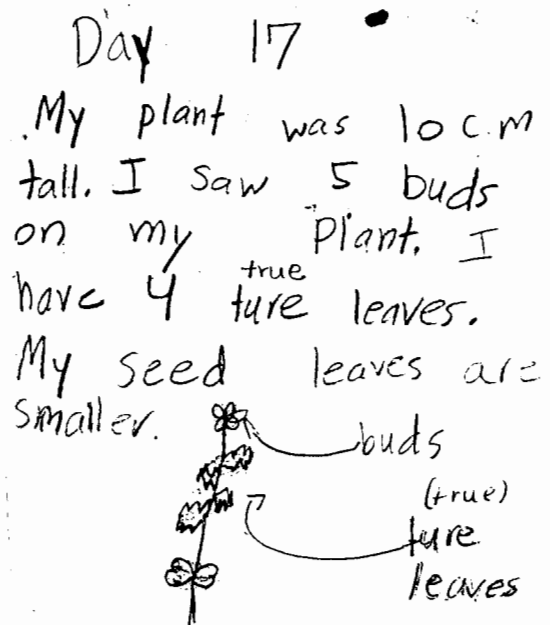 Day 17
My plant was 10 c.m
tall. I saw 5 buds
on my Plant. I
true
have 4 ture leaves.
My seed leaves are
smaller.
buds
(true)
ture
leaves